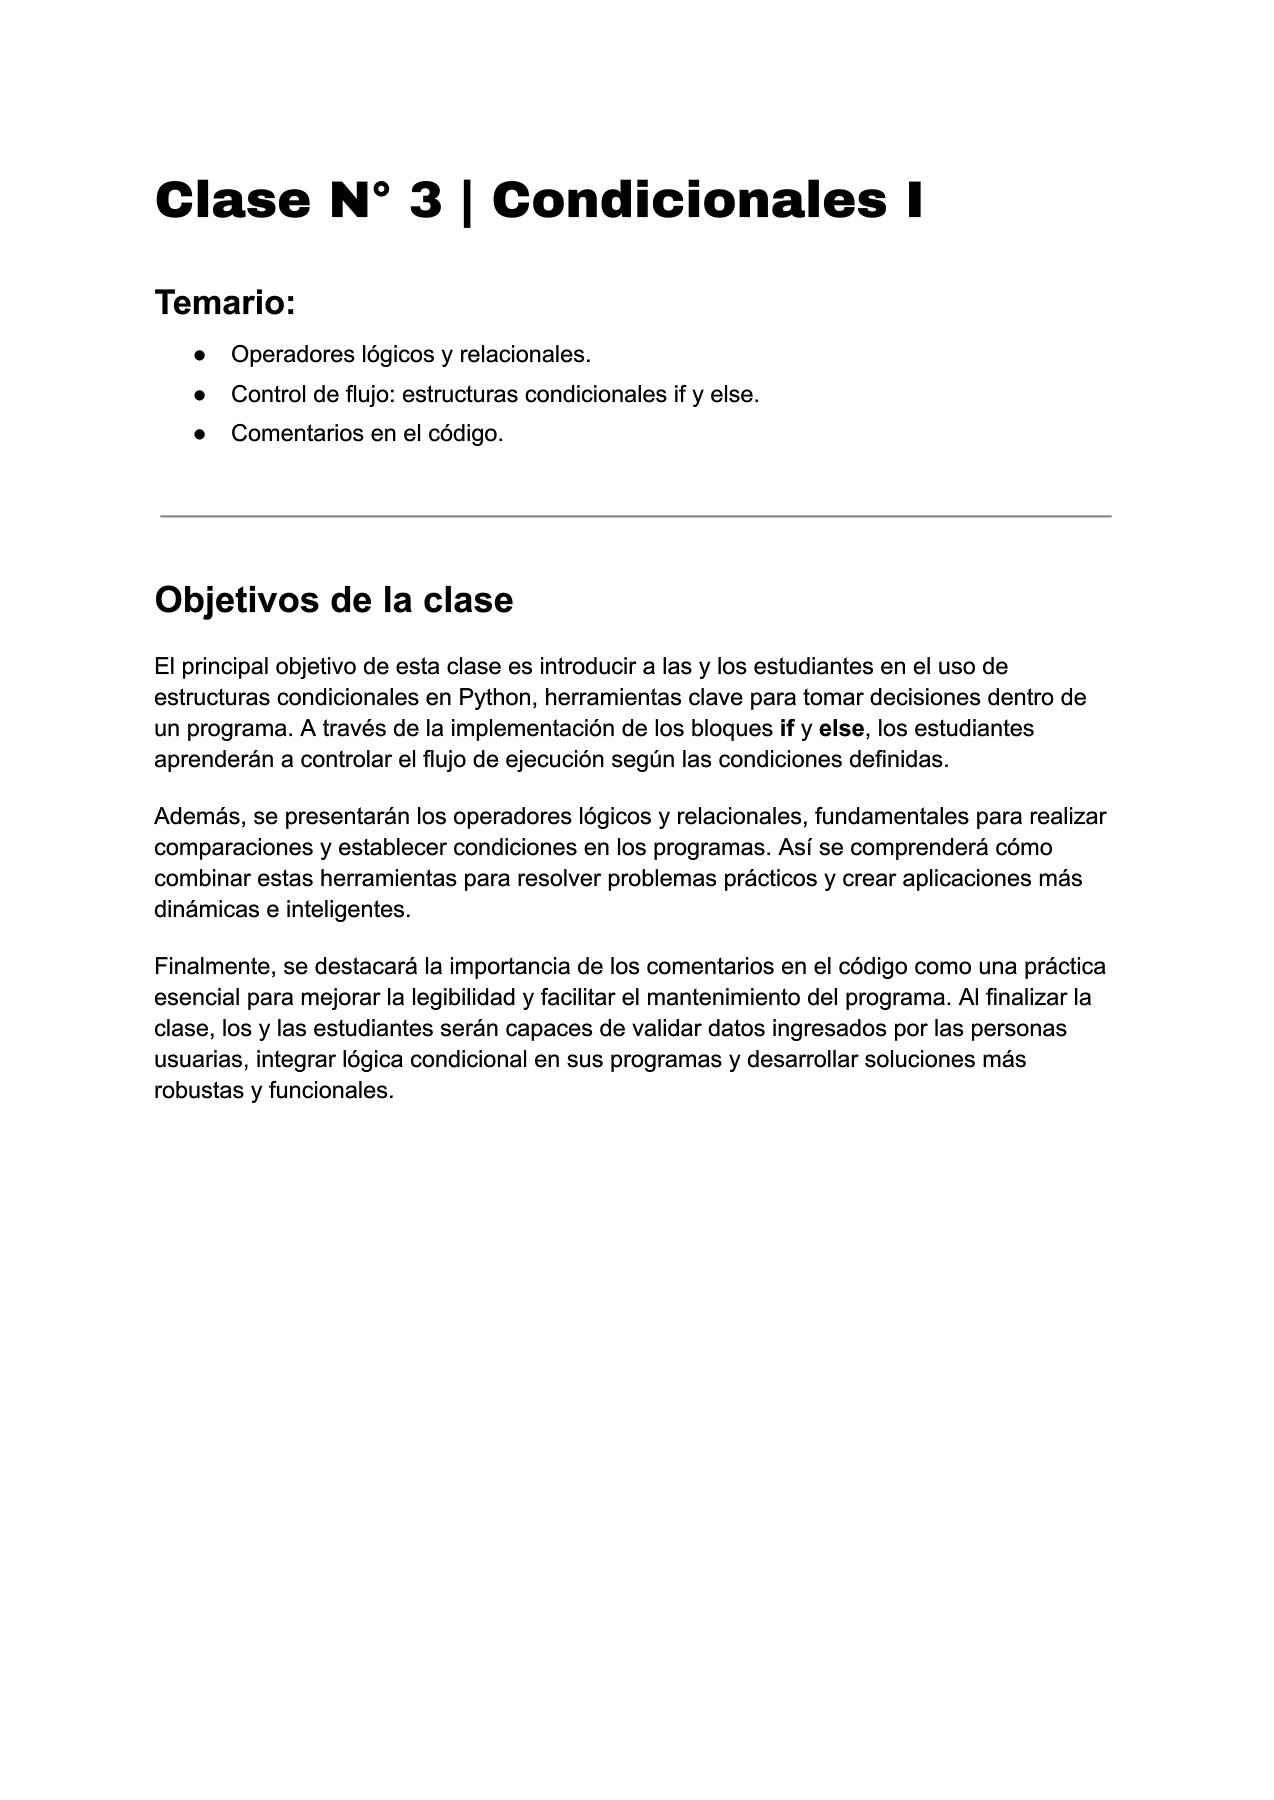 Clase N° 3 | Condicionales I
Temario:
● Operadores lógicos y relacionales.
● Control de flujo: estructuras condicionales if y else.
● Comentarios en el código.
Objetivos de la clase
El principal objetivo de esta clase es introducir a las y los estudiantes en el uso de
estructuras condicionales en Python, herramientas clave para tomar decisiones dentro de
un programa. A través de la implementación de los bloques if y else, los estudiantes
aprenderán a controlar el flujo de ejecución según las condiciones definidas.
Además, se presentarán los operadores lógicos y relacionales, fundamentales para realizar
comparaciones y establecer condiciones en los programas. Así se comprenderá cómo
combinar estas herramientas para resolver problemas prácticos y crear aplicaciones más
dinámicas e inteligentes.
Finalmente, se destacará la importancia de los comentarios en el código como una práctica
esencial para mejorar la legibilidad y facilitar el mantenimiento del programa. Al finalizar la
clase, los y las estudiantes serán capaces de validar datos ingresados por las personas
usuarias, integrar lógica condicional en sus programas y desarrollar soluciones más
robustas y funcionales.